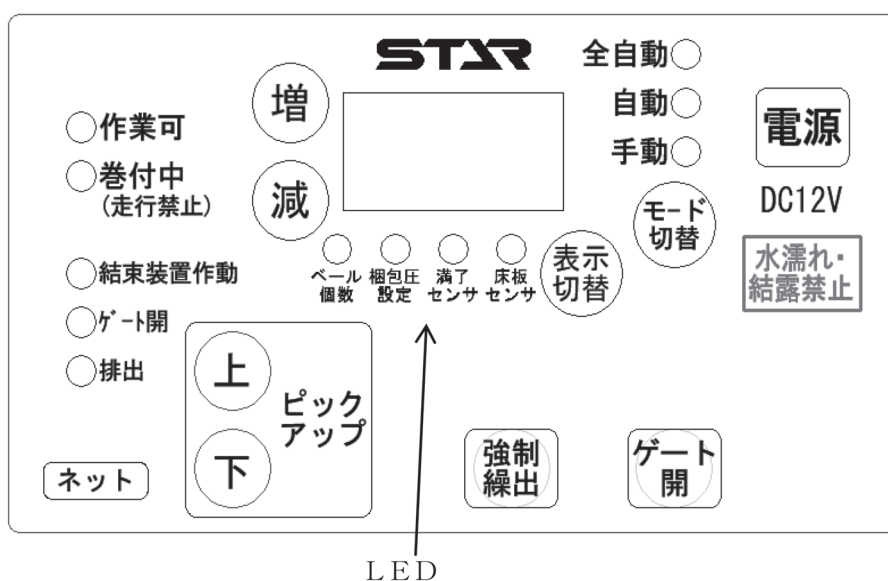 STAR
全自動
自動
手動
増
減
電源
DC12V
水濡れ・
結露禁止
作業可
巻付中
(走行禁止)
モード
切替
表示
切替
ベール
個数
梱包圧
設定
満了
センサ
床板
センサ
結束装置作動
ゲート開
排出
上
下
ピック
アップ
ネット
強制
繰出
ゲート
開
LED